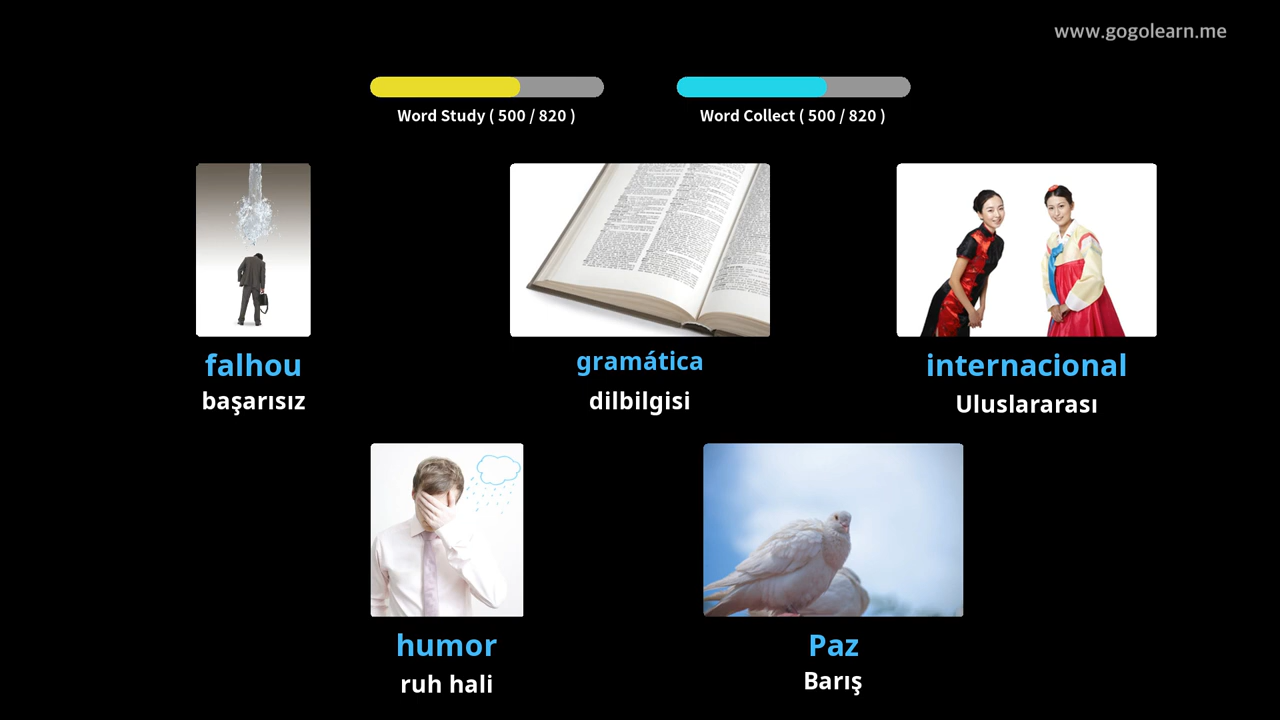 www.gogolearn.me
Word Study ( 500 / 820 )
Word Collect ( 500 / 820 )
falhou
başarısız
gramática
dilbilgisi
internacional
Uluslararası
humor
ruh hali
Paz
Barış